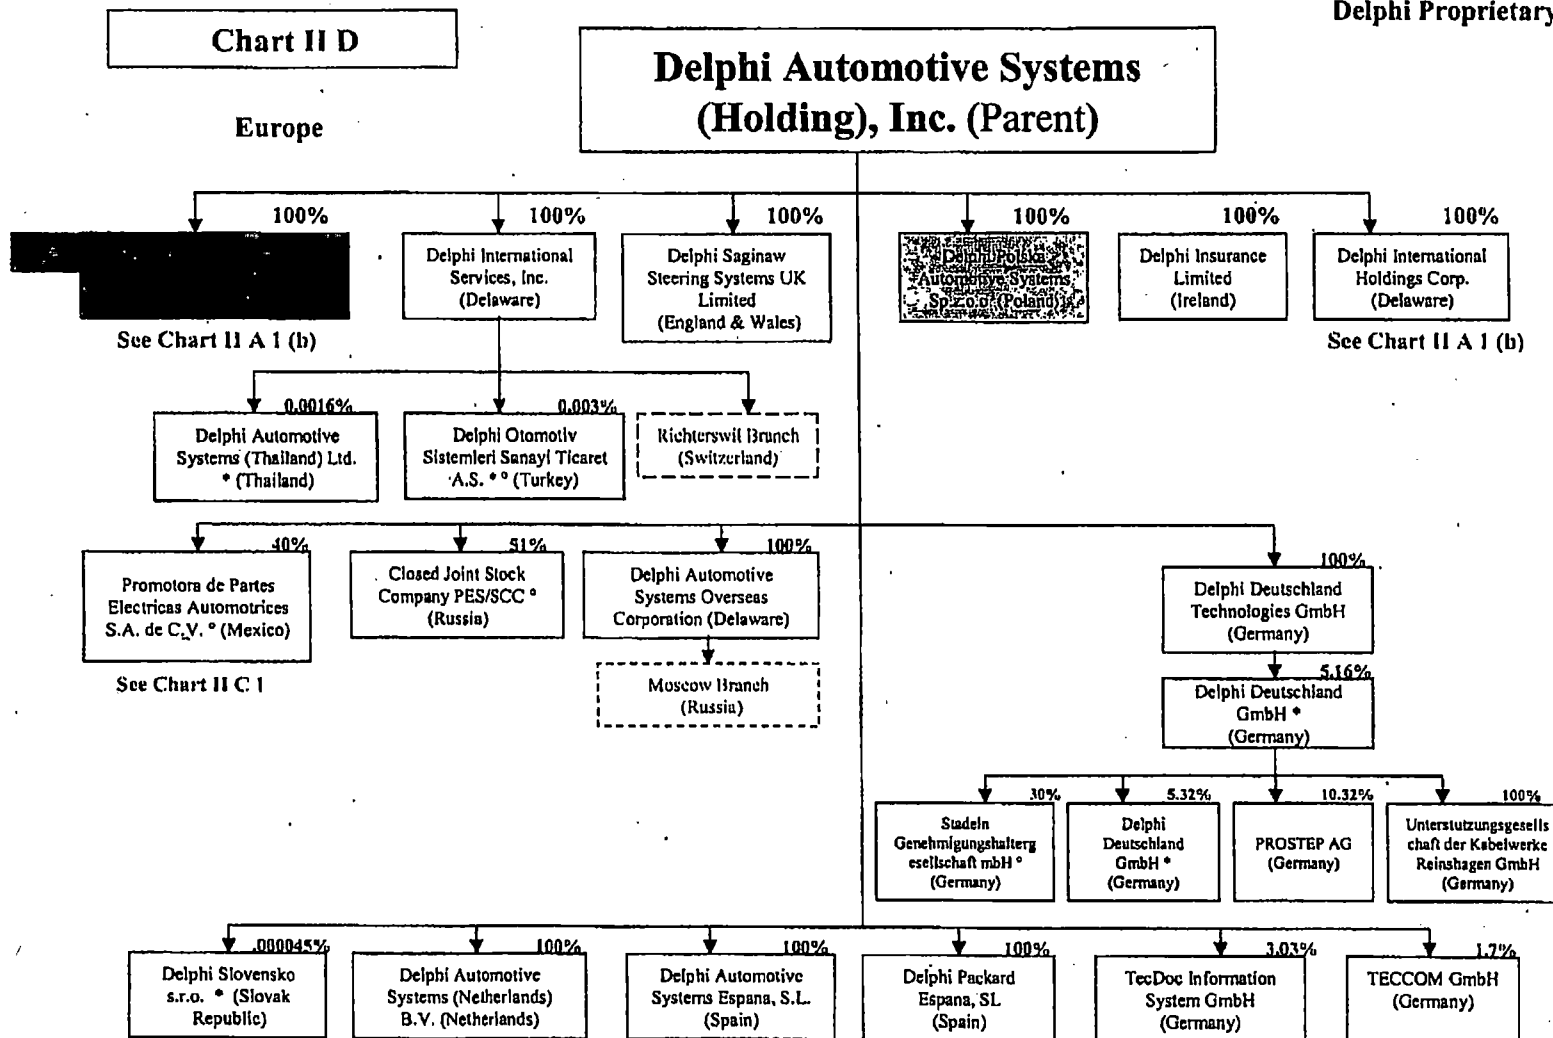 Delphi Proprietary
Chart II D
Europe
Delphi Automotive Systems
(Holding), Inc. (Parent)
100%
100%
100%
100%
100%
100%
See Chart II A 1 (b)
Delphi International
Services, Inc.
(Delaware)
Delphi Saginaw
Steering Systems UK
Limited
(England & Wales)
Delphi Polska
Automotive Systems
Sp.z.o.o. (Poland)
Delphi Insurance
Limited
(Ireland)
Delphi International
Holdings Corp.
(Delaware)
See Chart II A 1 (b)
0.0016%
Delphi Automotive
Systems (Thailand) Ltd.
* (Thailand)
0.003%
Delphi Otomotiv
Sistemleri Sanayi Ticaret
A.S. * º (Turkey)
Richterswil Branch
(Switzerland)
40%
Promotora de Partes
Electricas Automotrices
S.A. de C.V. º (Mexico)
See Chart II C 1
51%
Closed Joint Stock
Company PES/SCC º
(Russia)
100%
Delphi Automotive
Systems Overseas
Corporation (Delaware)
Moscow Branch
(Russia)
100%
Delphi Deutschland
Technologies GmbH
(Germany)
5.16%
Delphi Deutschland
GmbH *
(Germany)
30%
Stadeln
Genehmigungshalterg
esellschaft mbH º
(Germany)
5.32%
Delphi
Deutschland
GmbH *
(Germany)
10.32%
PROSTEP AG
(Germany)
100%
Unterstutzungsgesells
chaft der Kabelwerke
Reinshagen GmbH
(Germany)
.000045%
Delphi Slovensko
s.r.o. * (Slovak
Republic)
100%
Delphi Automotive
Systems (Netherlands)
B.V. (Netherlands)
100%
Delphi Automotive
Systems Espana, S.L.
(Spain)
100%
Delphi Packard
Espana, SL
(Spain)
3.03%
TecDoc Information
System GmbH
(Germany)
1.7%
TECCOM GmbH
(Germany)